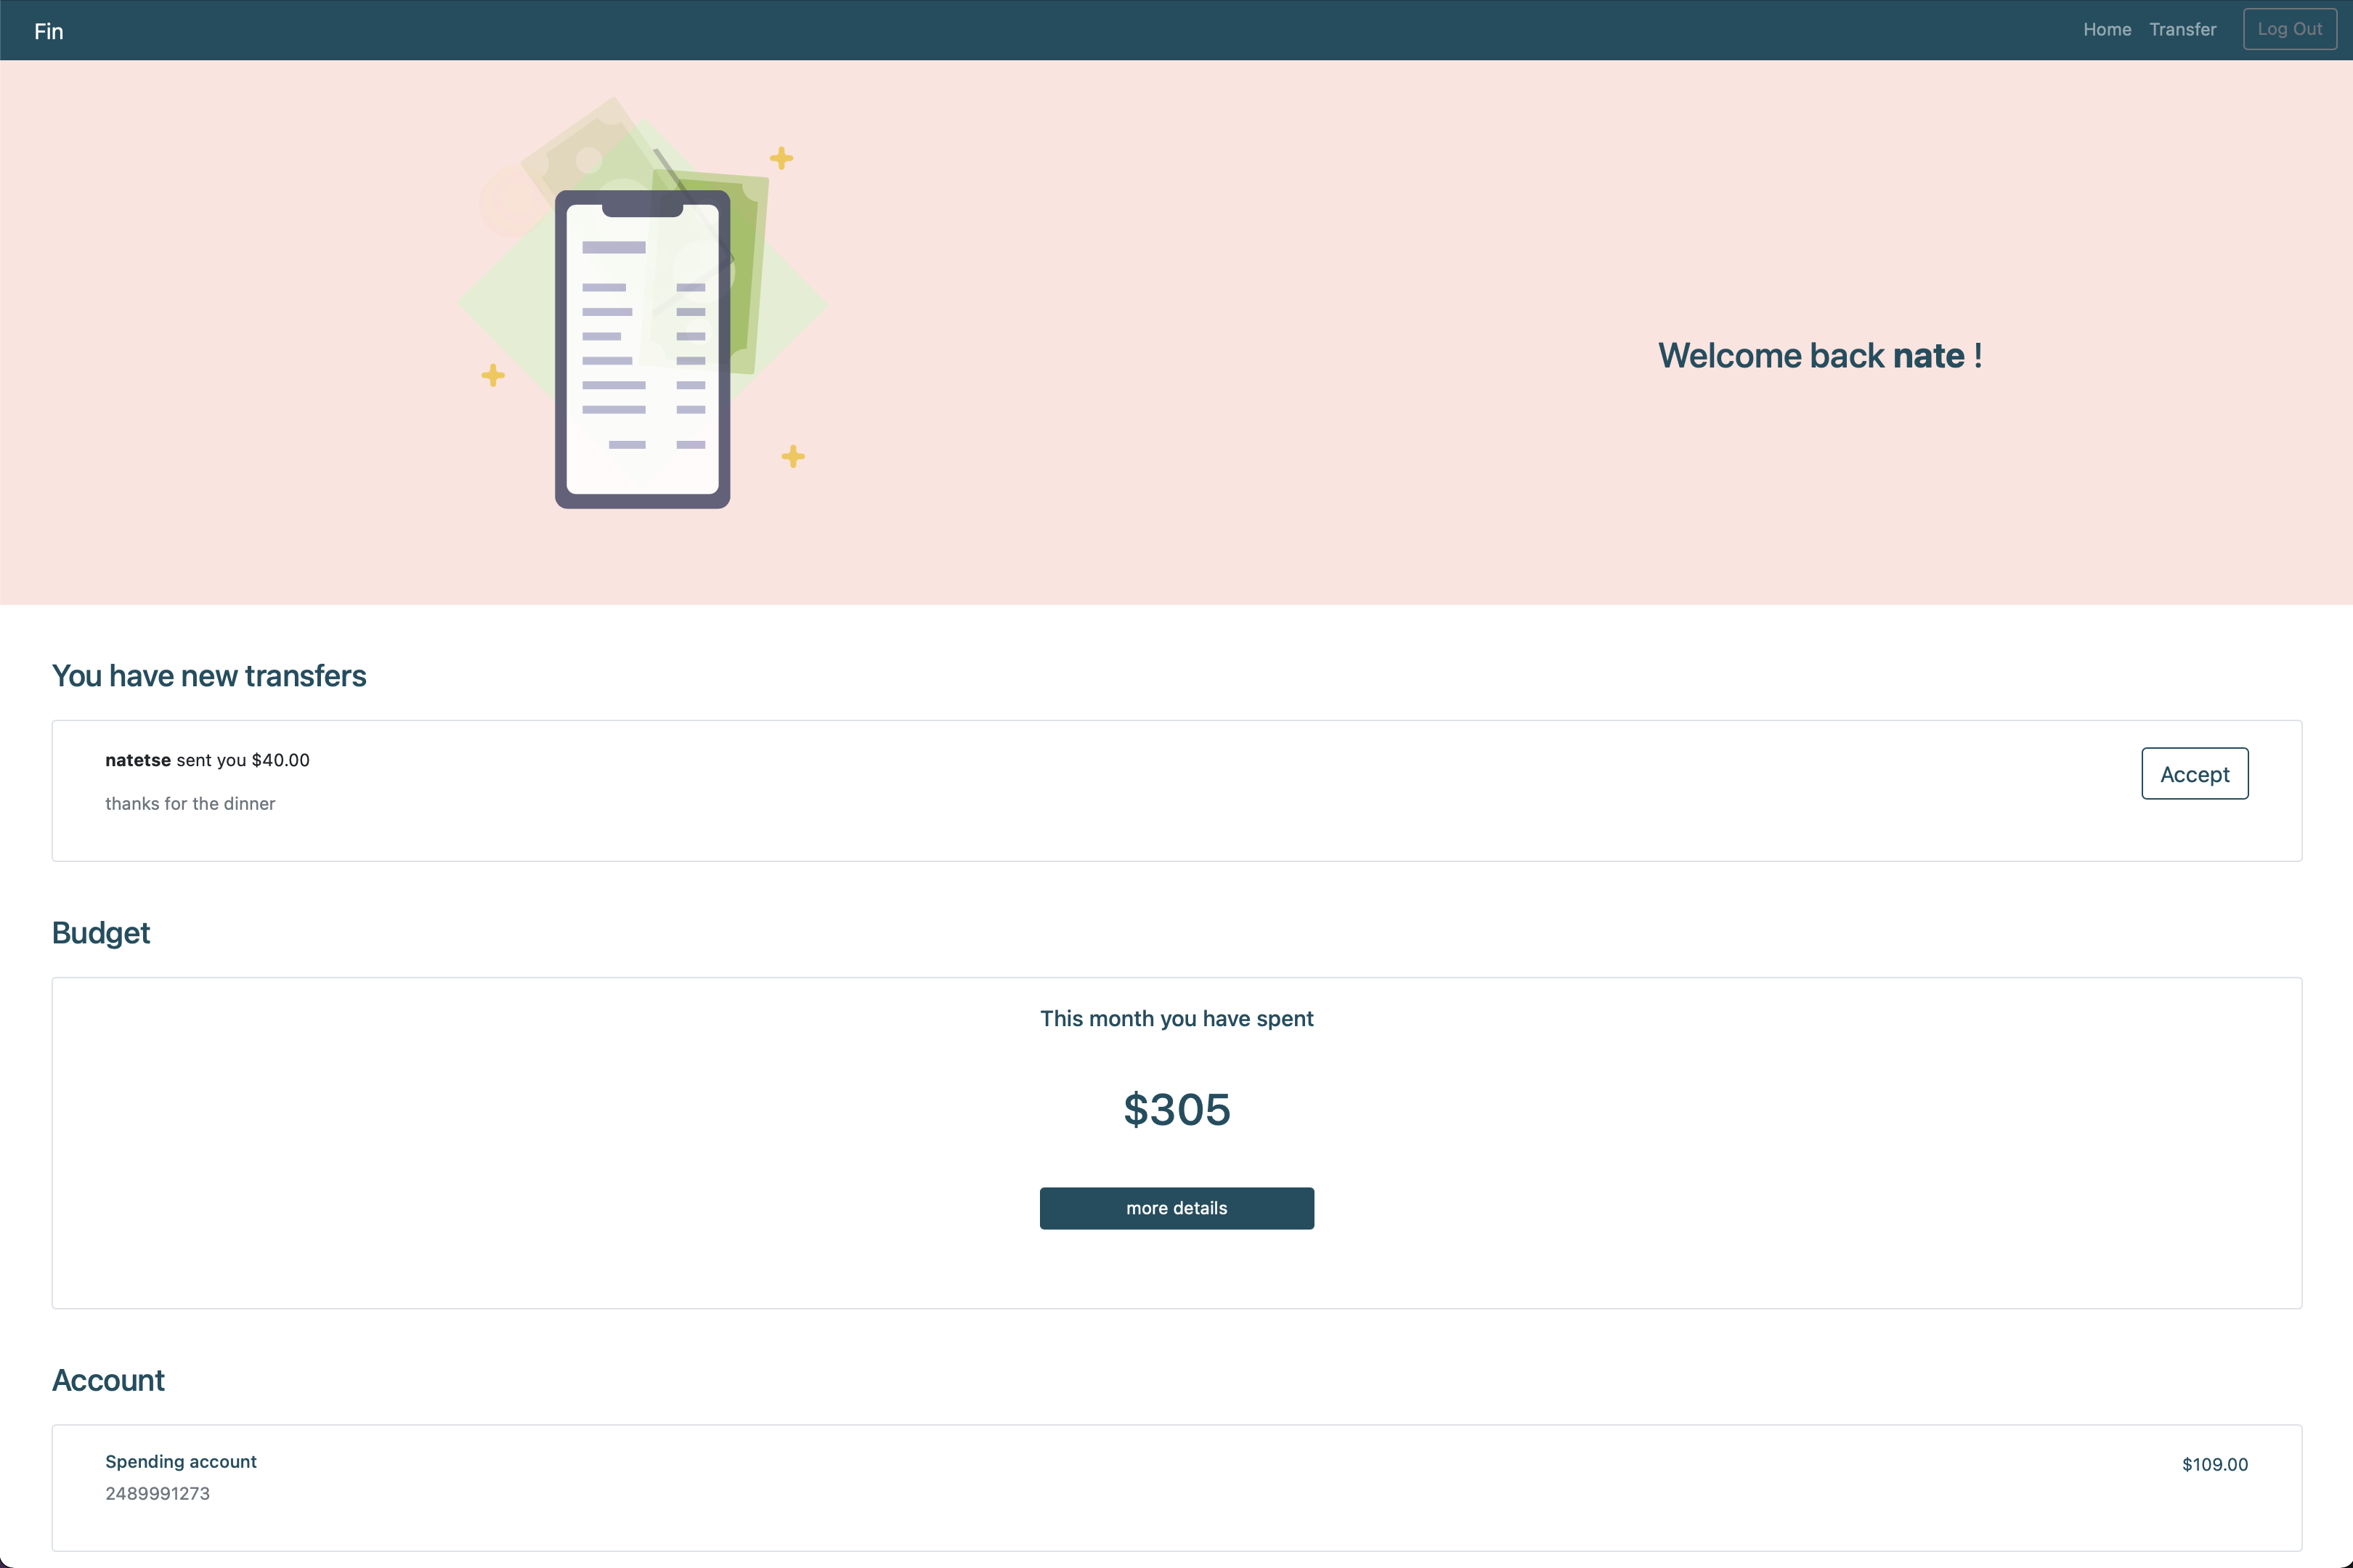 Fin
Home
Transfer
Log Out
Welcome back nate !
You have new transfers
natetse sent you $40.00
Accept
thanks for the dinner
Budget
This month you have spent
$305
more details
Account
Spending account
$109.00
2489991273